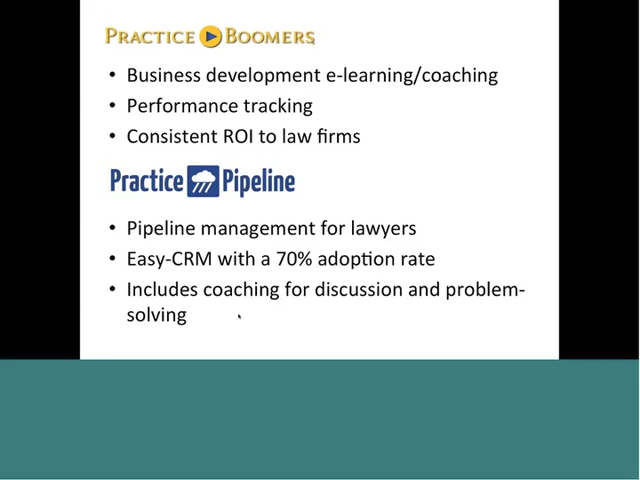 PRACTICE BOOMERS
• Business development e-learning/coaching
• Performance tracking
• Consistent ROI to law firms
Practice Pipeline
• Pipeline management for lawyers
• Easy-CRM with a 70% adoption rate
• Includes coaching for discussion and problem-
solving